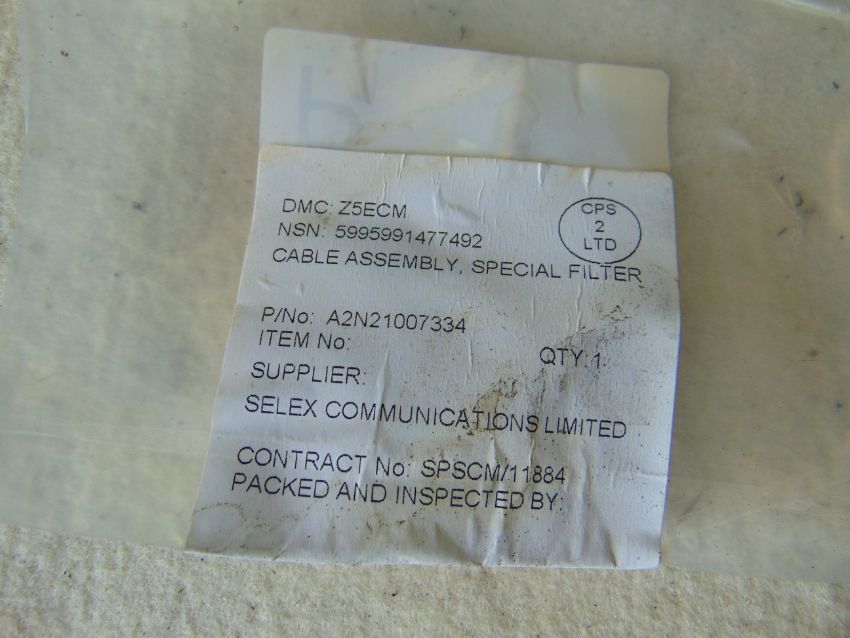 DMC: Z5ECM
NSN: 5995991477492
CABLE ASSEMBLY, SPECIAL FILTER
CPS
2
LTD
P/No: A2N21007334
ITEM No:
QTY: 1
SUPPLIER:
SELEX COMMUNICATIONS LIMITED
CONTRACT No: SPSCM/11884
PACKED AND INSPECTED BY: